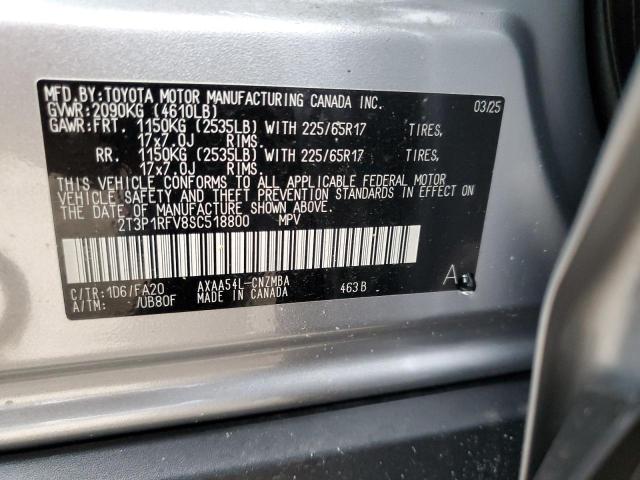 MFD.BY:TOYOTA MOTOR MANUFACTURING CANADA INC. 03/25
GVWR:2090KG (4610LB)
GAWR:FRT. 1150KG (2535LB) WITH 225/65R17 TIRES,
17x7.0J RIMS.
RR. 1150KG (2535LB) WITH 225/65R17 TIRES,
17x7.0J RIMS.
THIS VEHICLE CONFORMS TO ALL APPLICABLE FEDERAL MOTOR
VEHICLE SAFETY AND THEFT PREVENTION STANDARDS IN EFFECT ON
THE DATE OF MANUFACTURE SHOWN ABOVE.
2T3P1RFV8SC518800 MPV
C/TR:1D6/FA20 AXAA54L-CNZMBA 463B
A/TM: /UB80F MADE IN CANADA
A